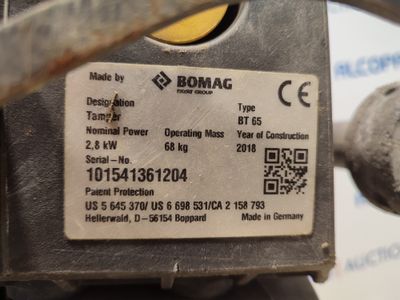 Made by BOMAG CE
FAYAT GROUP
Designation Type
Tamper BT 65
Nominal Power Operating Mass Year of Construction
2,8 kW 68 kg 2018
Serial-No.
101541361204
Patent Protection
US 5 645 370/ US 6 698 531/CA 2 158 793
Hellerwald, D-56154 Boppard Made in Germany